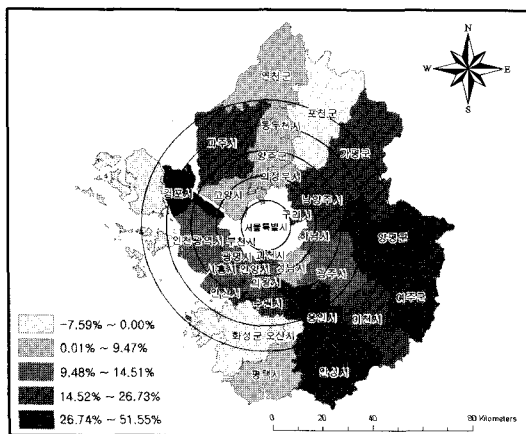 N
W E
S
연천군
포천군
동두천시
파주시
가평군
양주군
의정부시
김포시
고양시
남양주시
구리시
서울특별시
하남시
양평군
인천광역시
부천시
광명시
과천시
성남시
광주시
시흥시
안양시
의왕시
여주군
이천시
안산시
군포시
용인시
화성군
오산시
안성시
평택시
-7.59% ~ 0.00%
0.01% ~ 9.47%
9.48% ~ 14.51%
14.52% ~ 26.73%
26.74% ~ 51.55%
0 20 40 80 Kilometers